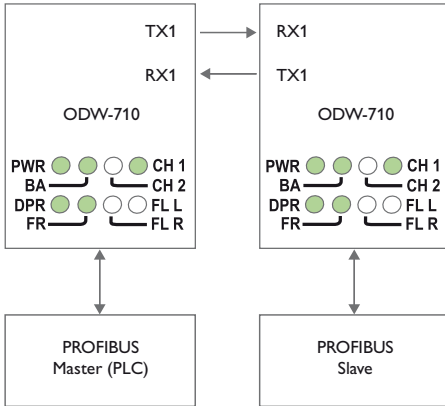 TX1
RX1
ODW-710
PWR CH 1
BA CH 2
DPR FL L
FR FL R
PROFIBUS
Master (PLC)
RX1
TX1
ODW-710
PWR CH 1
BA CH 2
DPR FL L
FR FL R
PROFIBUS
Slave